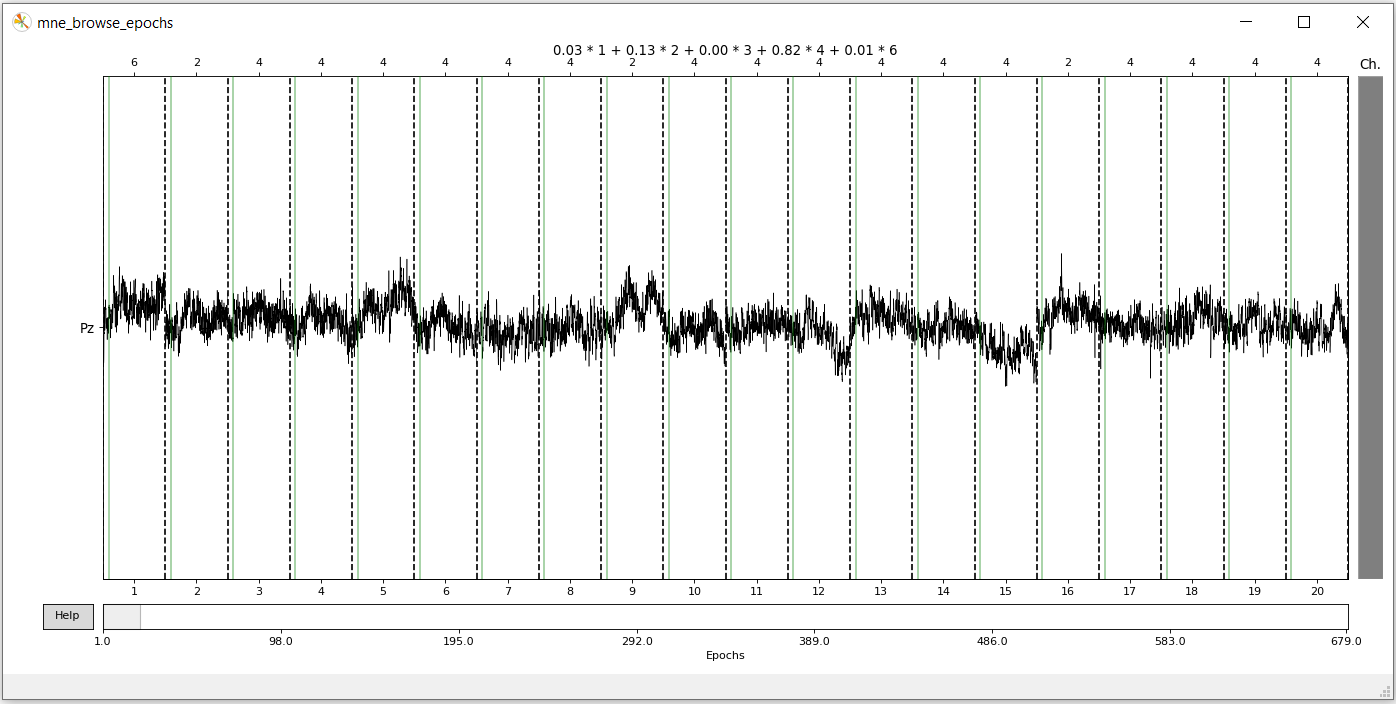 mne_browse_epochs
0.03 * 1 + 0.13 * 2 + 0.00 * 3 + 0.82 * 4 + 0.01 * 6
6 2 4 4 4 4 4 4 2 4 4 4 4 4 4 2 4 4 4 4
Ch.
Pz
1 2 3 4 5 6 7 8 9 10 11 12 13 14 15 16 17 18 19 20
Help
1.0 98.0 195.0 292.0 389.0 486.0 583.0 679.0
Epochs